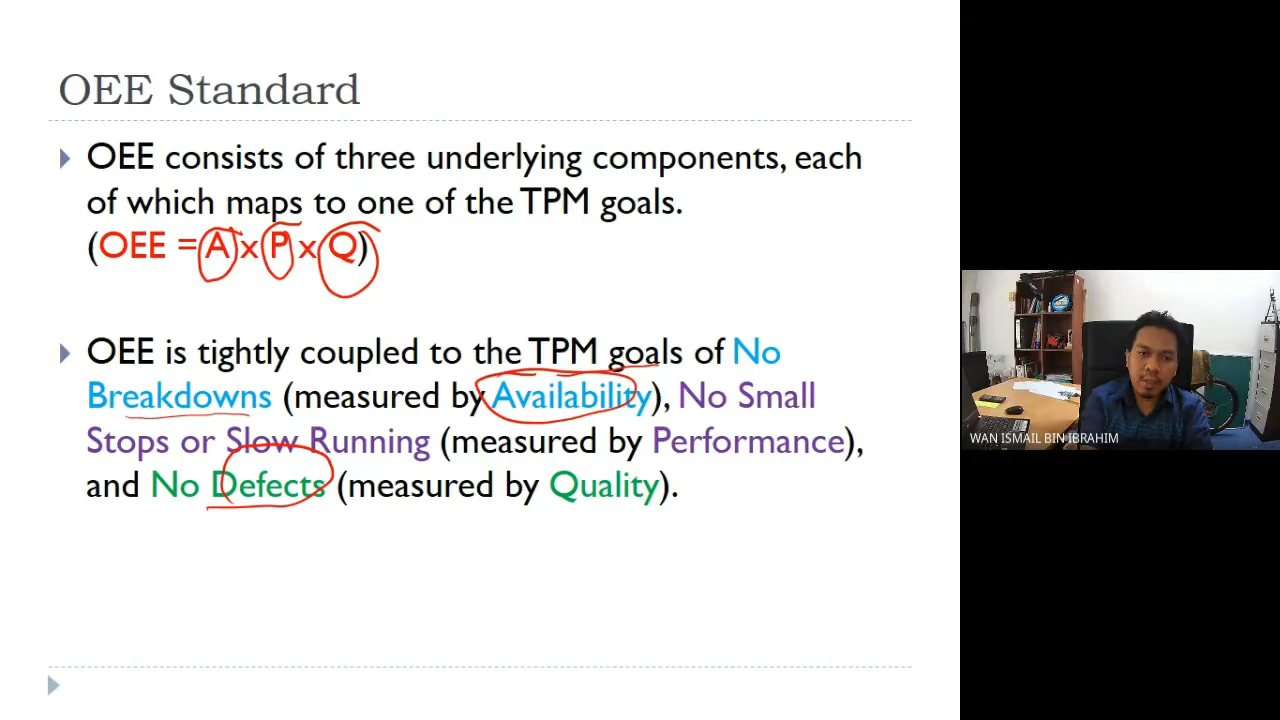 OEE Standard
OEE consists of three underlying components, each
of which maps to one of the TPM goals.
(OEE = A x P x Q)
OEE is tightly coupled to the TPM goals of No
Breakdowns (measured by Availability), No Small
Stops or Slow Running (measured by Performance),
and No Defects (measured by Quality).
WAN ISMAIL BIN IBRAHIM